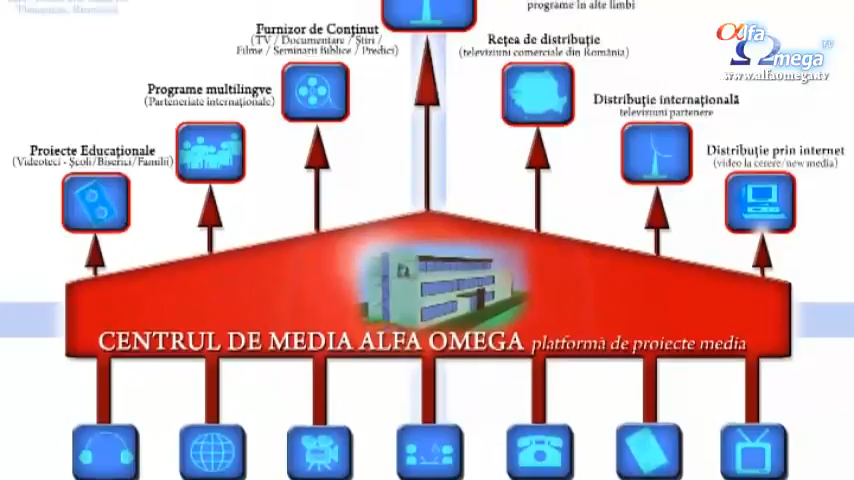 programe în alte limbi
Furnizor de Conținut
(TV / Documentare / Știri /
Filme / Seminarii Biblice / Predici)
Rețea de distribuție
(televiziuni comerciale din România)
alfa
Ωmega TV
www.alfaomega.tv
Programe multilingve
(Parteneriate internaționale)
Distribuție internațională
televiziuni partenere
Proiecte Educaționale
(Videoteci - Școli/Biserici/Familii)
Distribuție prin internet
(video la cerere/new media)
CENTRUL DE MEDIA ALFA OMEGA platformă de proiecte media